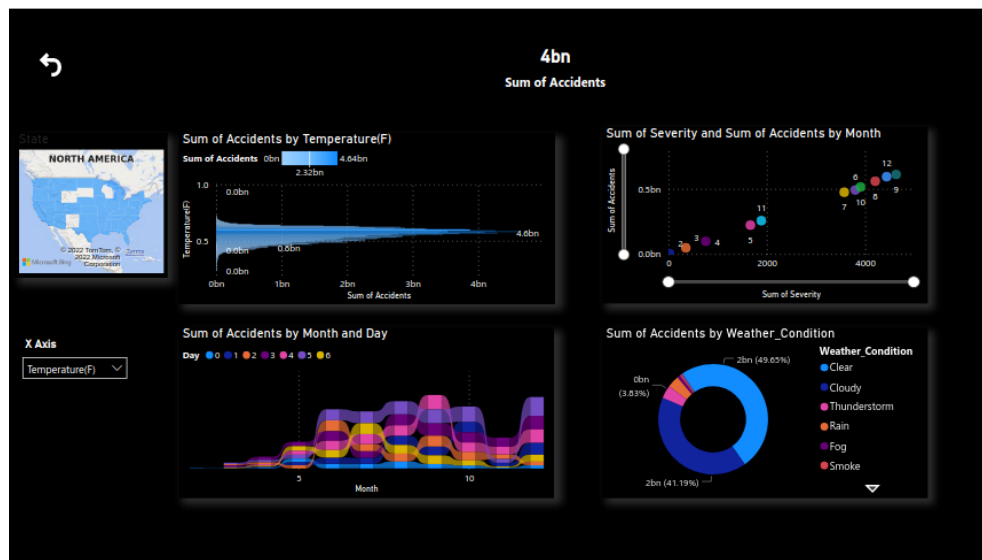 4bn
Sum of Accidents
State
NORTH AMERICA
© 2022 TomTom, © 2022 Microsoft Corporation Terms
Microsoft Bing
Sum of Accidents by Temperature(F)
Sum of Accidents 0bn 4.64bn
2.32bn
Temperature(F)
1.0
0.5
0.0bn
0.0bn
0.6bn
0.0bn
4.6bn
0bn 1bn 2bn 3bn 4bn
Sum of Accidents
Sum of Severity and Sum of Accidents by Month
Sum of Accidents
0.5bn
0.0bn
2 3 4 5 11 7 6 10 8 12 9
0 2000 4000
Sum of Severity
X Axis
Temperature(F)
Sum of Accidents by Month and Day
Day 0 1 2 3 4 5 6
5 10
Month
Sum of Accidents by Weather_Condition
2bn (49.65%)
0bn
(3.83%)
2bn (41.19%)
Weather_Condition
Clear
Cloudy
Thunderstorm
Rain
Fog
Smoke